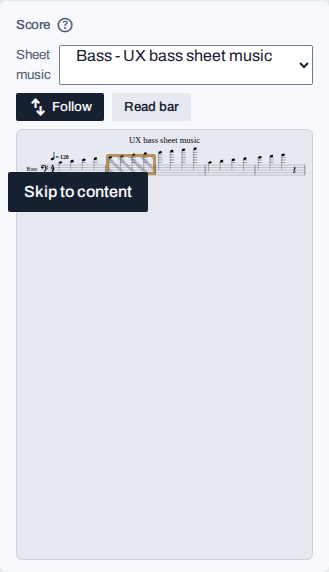 Score ?
Sheet music
Bass - UX bass sheet music
Follow
Read bar
UX bass sheet music
= 120
Bass
Skip to content